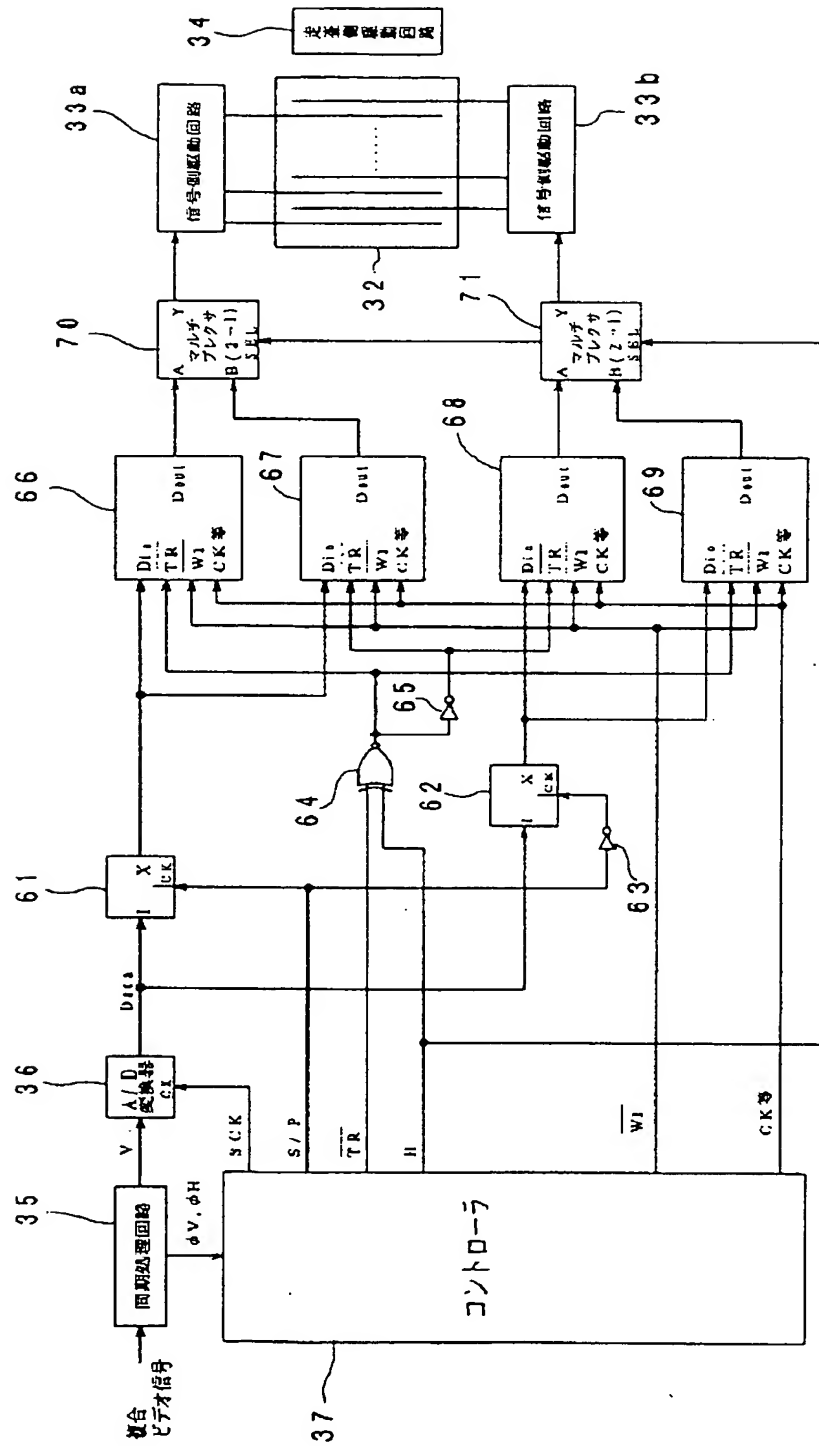 複合
ビデオ信号
35
同期処理回路
V
φV, φH
36
A/D
変換器
CK
Data
61
I
X
CK
37
コントローラ
SCK
S/P
TR
H
CK等
62
I
X
CK
63
64
65
66
Din
TR
CK等
Dout
67
Din
TR
CK等
Dout
68
Din
TR
CK等
Dout
69
Din
TR
CK等
Dout
70
A
Y
マルチ
プレクサ
B(2-1)
SEL
71
A
Y
マルチ
プレクサ
SEL
33a
信号側駆動回路
32
33b
信号側駆動回路
34
走査側駆動回路